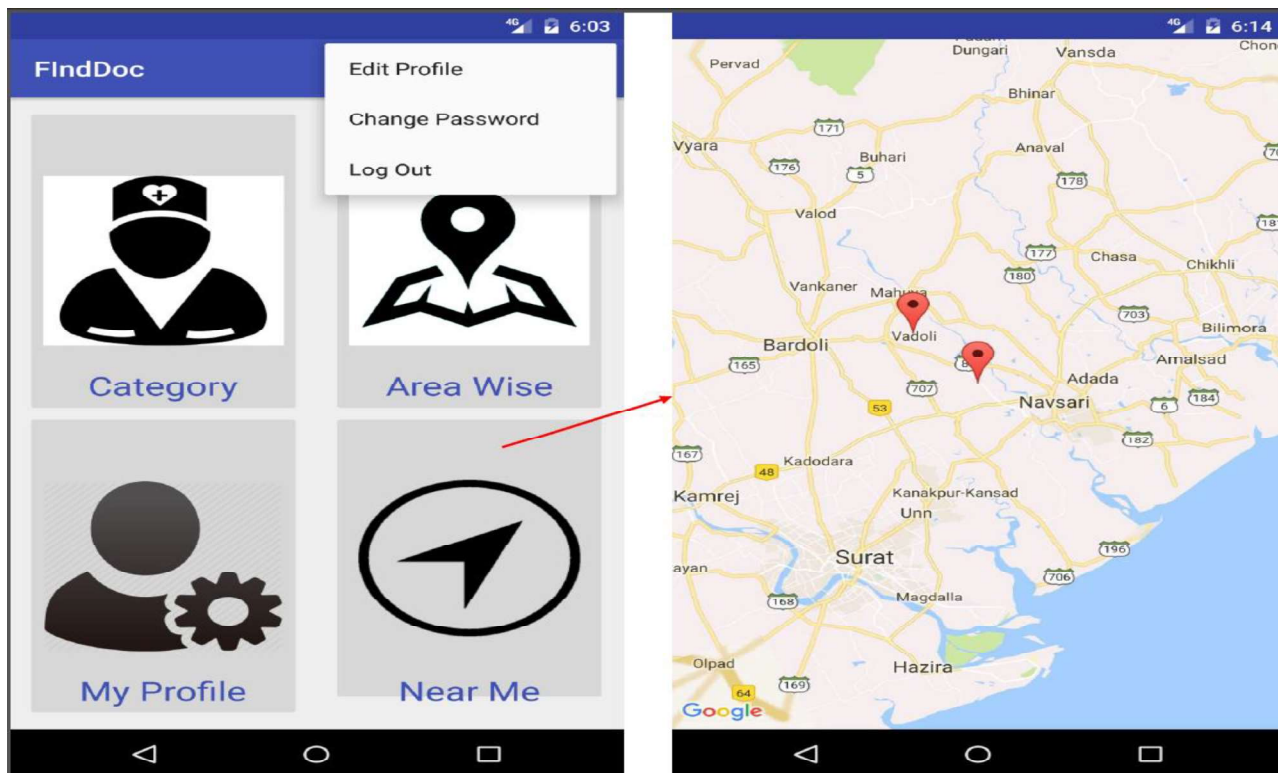 4G 6:03
FIndDoc
Edit Profile
Change Password
Log Out
Category
Area Wise
My Profile
Near Me
4G 6:14
Dungari
Vansda
Pervad
Bhinar
171
Vyara
Anaval
Buhari
176
5
178
Valod
177
Chasa
Chikhli
180
Vankaner
703
Bilimora
Vadoli
Bardoli
Amalsad
165
Adada
707
Navsari
184
53
6
182
167
Kadodara
48
Kamrej
Kanakpur-Kansad
Unn
196
Surat
706
168
Magdalla
Olpad
Hazira
169
64
Google